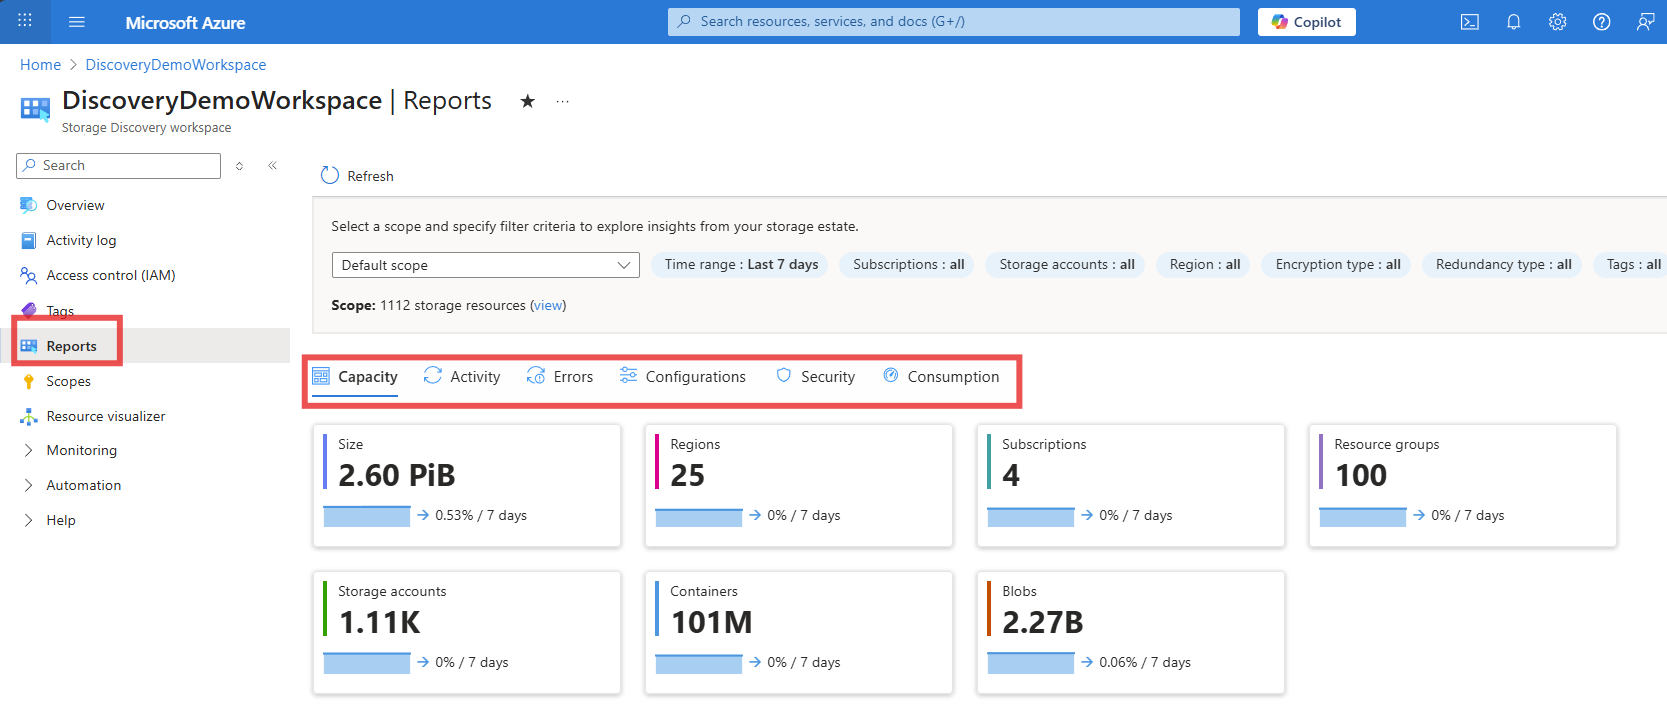 Microsoft Azure
Search resources, services, and docs (G+/)
Copilot
Home > DiscoveryDemoWorkspace
DiscoveryDemoWorkspace | Reports
Storage Discovery workspace
Search
Overview
Activity log
Access control (IAM)
Tags
Reports
Scopes
Resource visualizer
Monitoring
Automation
Help
Refresh
Select a scope and specify filter criteria to explore insights from your storage estate.
Default scope
Time range : Last 7 days
Subscriptions : all
Storage accounts : all
Region : all
Encryption type : all
Redundancy type : all
Tags : all
Scope: 1112 storage resources (view)
Capacity
Activity
Errors
Configurations
Security
Consumption
Size
2.60 PiB
0.53% / 7 days
Regions
25
0% / 7 days
Subscriptions
4
0% / 7 days
Resource groups
100
0% / 7 days
Storage accounts
1.11K
0% / 7 days
Containers
101M
0% / 7 days
Blobs
2.27B
0.06% / 7 days